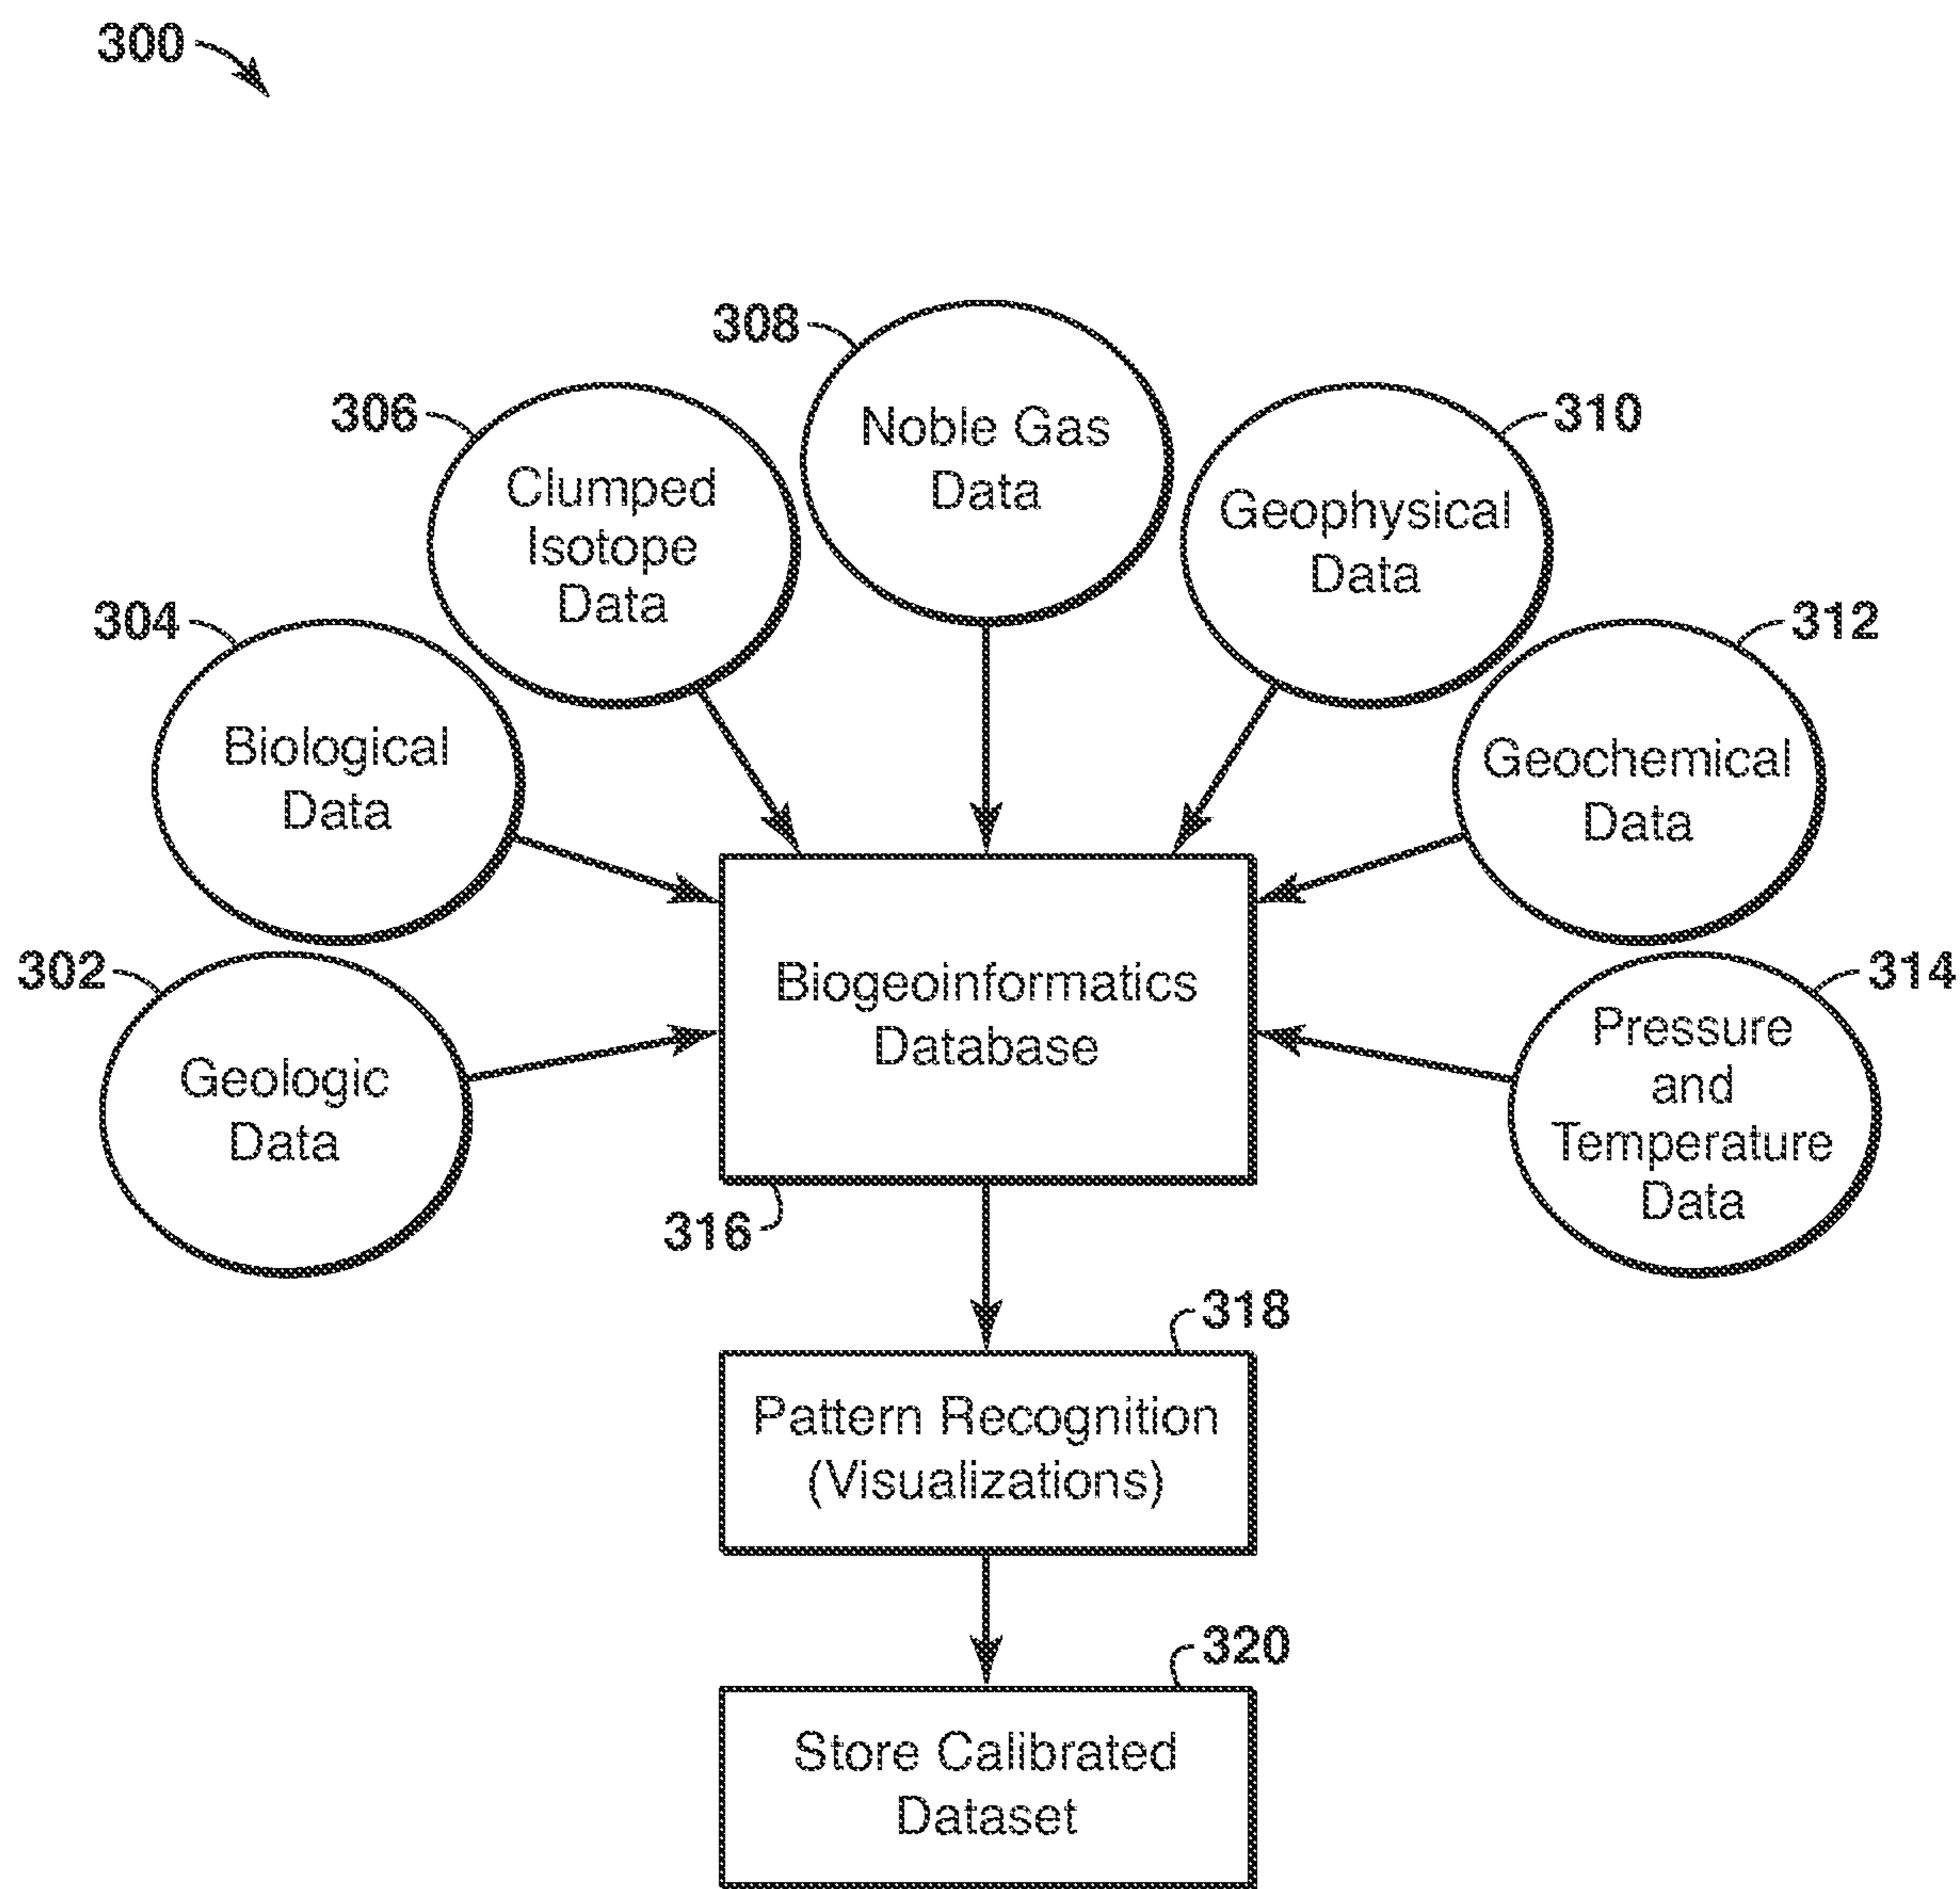 300
308
Noble Gas
Data
306
Clumped
Isotope
Data
310
Geophysical
Data
304
Biological
Data
312
Geochemical
Data
302
Geologic
Data
Biogeoinformatics
Database
314
Pressure
and
Temperature
Data
316
318
Pattern Recognition
(Visualizations)
320
Store Calibrated
Dataset